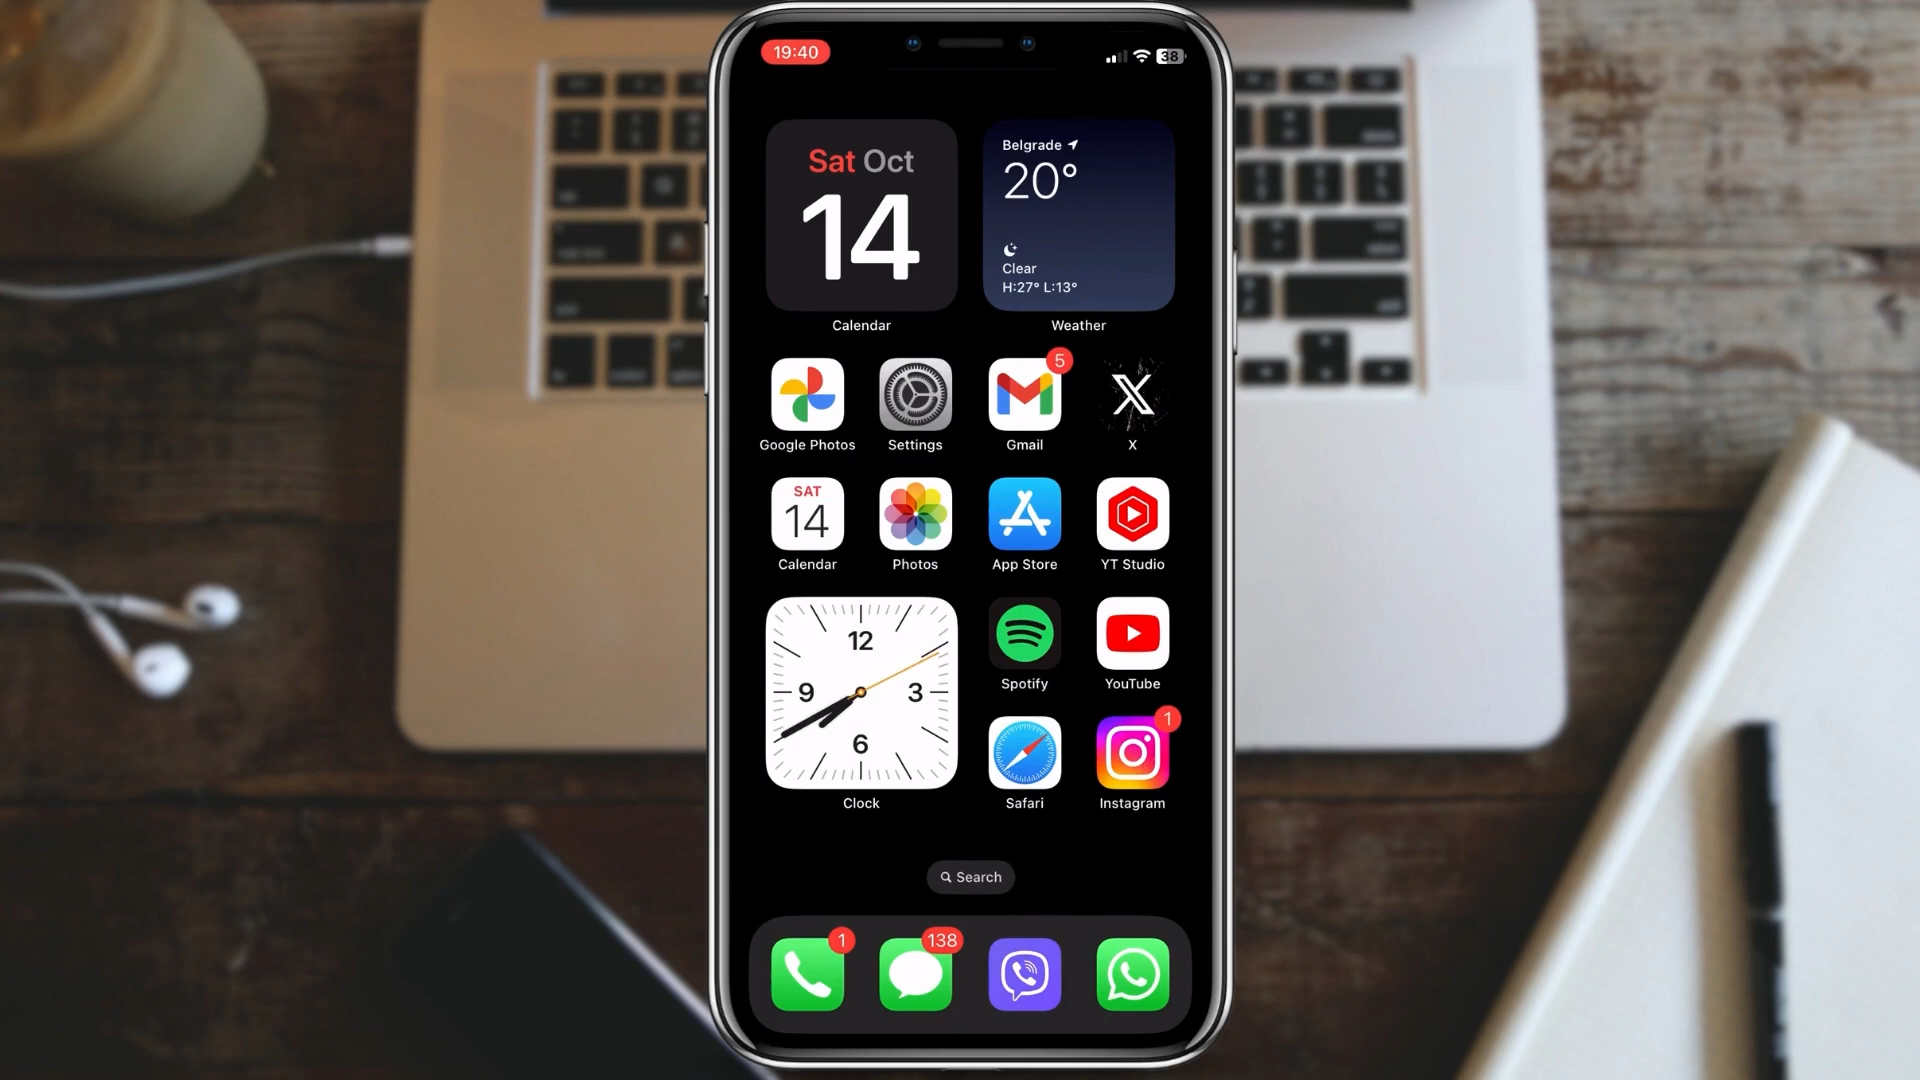 19:40
38
Sat Oct
14
Calendar
Belgrade
20°
Clear
H:27° L:13°
Weather
5
Google Photos
Settings
Gmail
X
SAT
14
Calendar
Photos
App Store
YT Studio
12
9
3
6
Clock
Spotify
YouTube
1
Safari
Instagram
Search
1
138